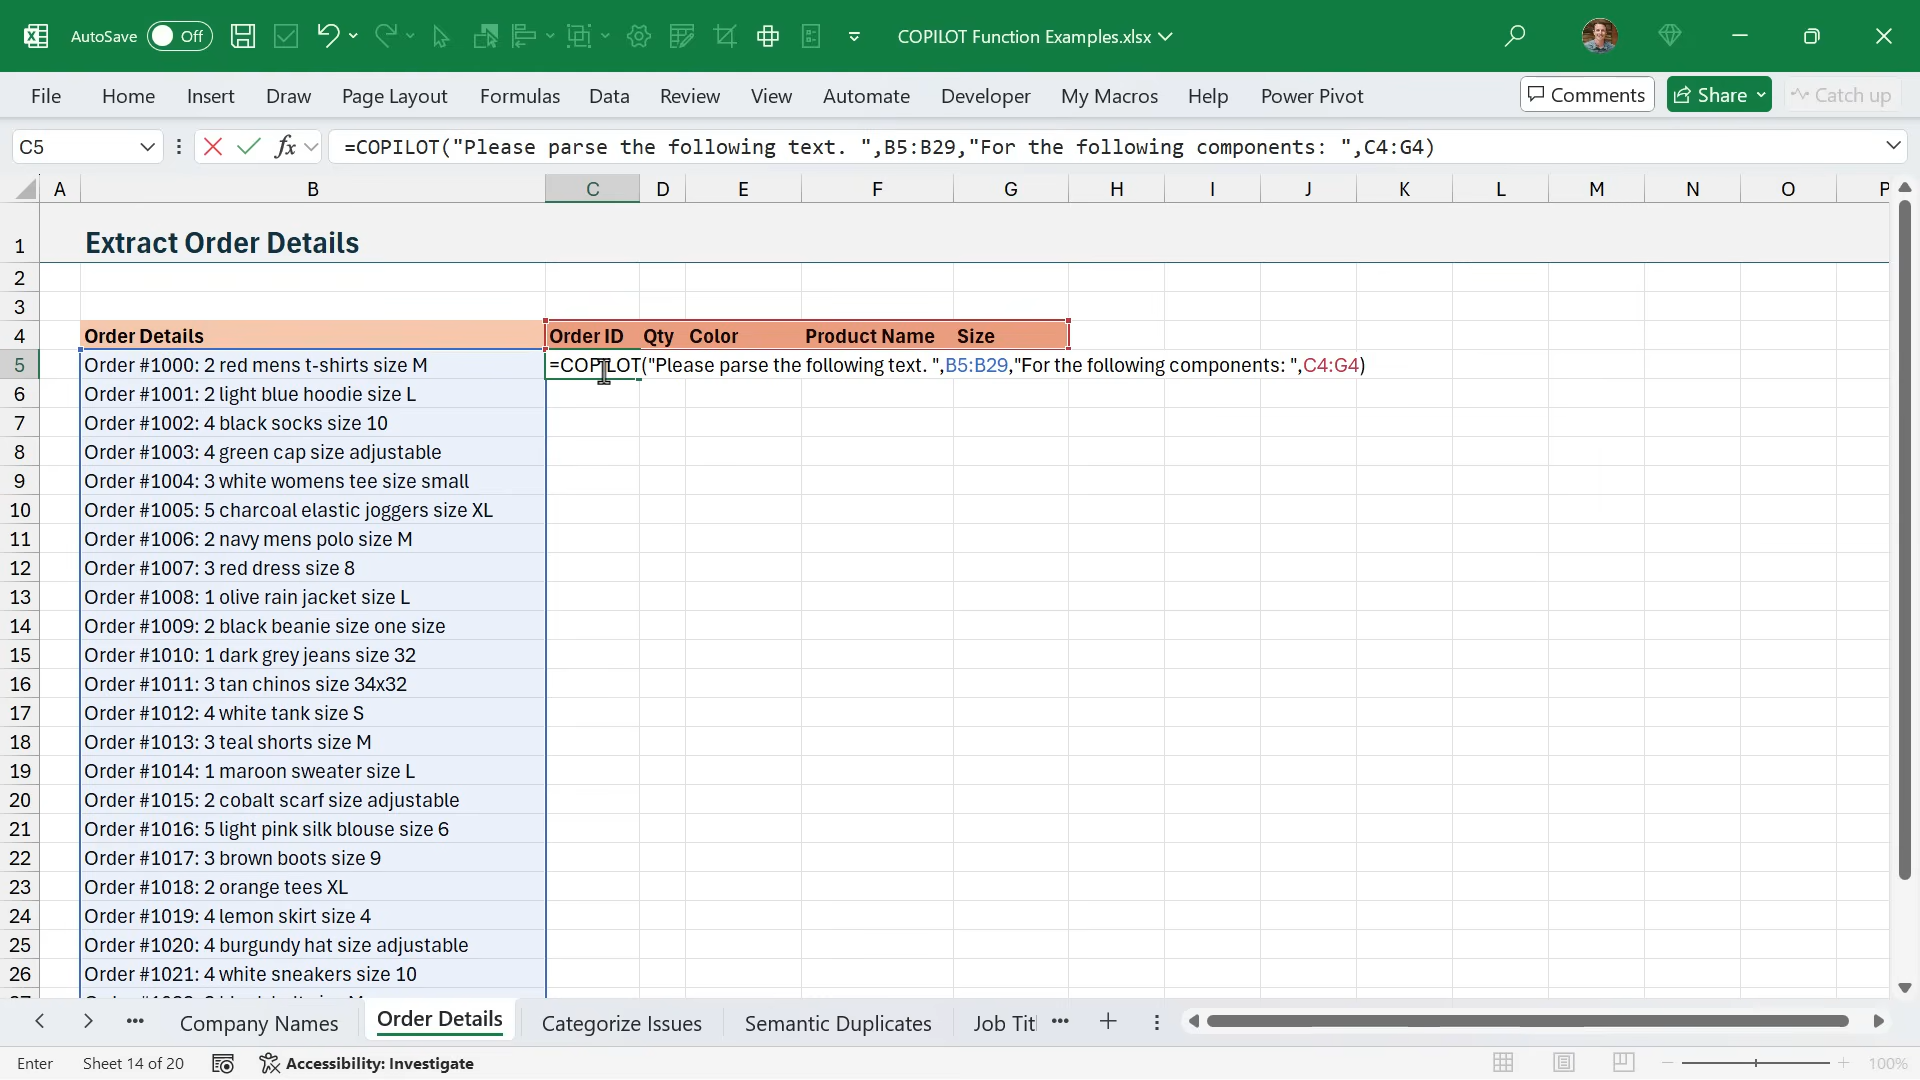 AutoSave Off COPILOT Function Examples.xlsx
File Home Insert Draw Page Layout Formulas Data Review View Automate Developer My Macros Help Power Pivot Comments Share Catch up
C5 fx =COPILOT("Please parse the following text. ",B5:B29,"For the following components: ",C4:G4)
A B C D E F G H I J K L M N O P
1 Extract Order Details
2
3
4 Order Details Order ID Qty Color Product Name Size
5 Order #1000: 2 red mens t-shirts size M =COPILOT("Please parse the following text. ",B5:B29,"For the following components: ",C4:G4)
6 Order #1001: 2 light blue hoodie size L
7 Order #1002: 4 black socks size 10
8 Order #1003: 4 green cap size adjustable
9 Order #1004: 3 white womens tee size small
10 Order #1005: 5 charcoal elastic joggers size XL
11 Order #1006: 2 navy mens polo size M
12 Order #1007: 3 red dress size 8
13 Order #1008: 1 olive rain jacket size L
14 Order #1009: 2 black beanie size one size
15 Order #1010: 1 dark grey jeans size 32
16 Order #1011: 3 tan chinos size 34x32
17 Order #1012: 4 white tank size S
18 Order #1013: 3 teal shorts size M
19 Order #1014: 1 maroon sweater size L
20 Order #1015: 2 cobalt scarf size adjustable
21 Order #1016: 5 light pink silk blouse size 6
22 Order #1017: 3 brown boots size 9
23 Order #1018: 2 orange tees XL
24 Order #1019: 4 lemon skirt size 4
25 Order #1020: 4 burgundy hat size adjustable
26 Order #1021: 4 white sneakers size 10
Company Names Order Details Categorize Issues Semantic Duplicates Job Tit
Enter Sheet 14 of 20 Accessibility: Investigate 100%